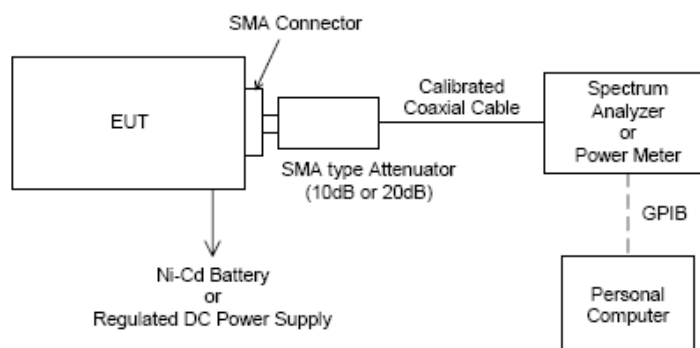 SMA Connector
EUT
SMA type Attenuator
(10dB or 20dB)
Calibrated
Coaxial Cable
Spectrum
Analyzer
or
Power Meter
GPIB
Ni-Cd Battery
or
Regulated DC Power Supply
Personal
Computer